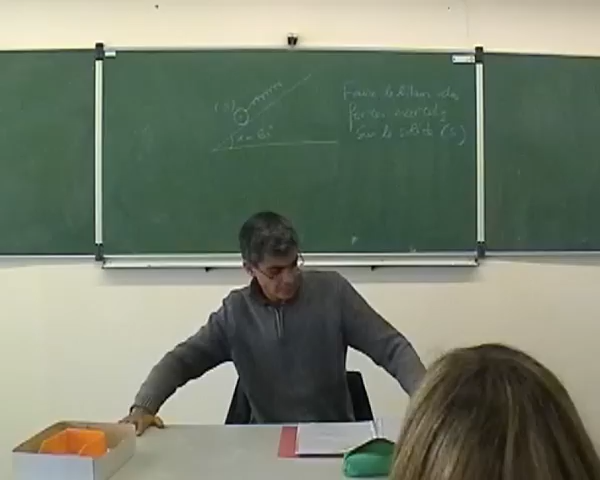 (S)
Faire le bilan des
forces exercées
sur le solide (S)